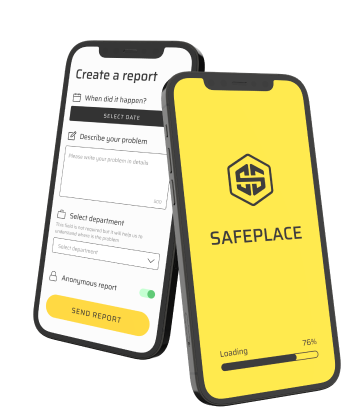 Create a report
When did it happen?
SELECT DATE
Describe your problem
Please write your problem in details
Select department
This field is not required but it will help us to
understand where is the problem
Select department
Anonymous report
SEND REPORT
SAFEPLACE
Loading
76%